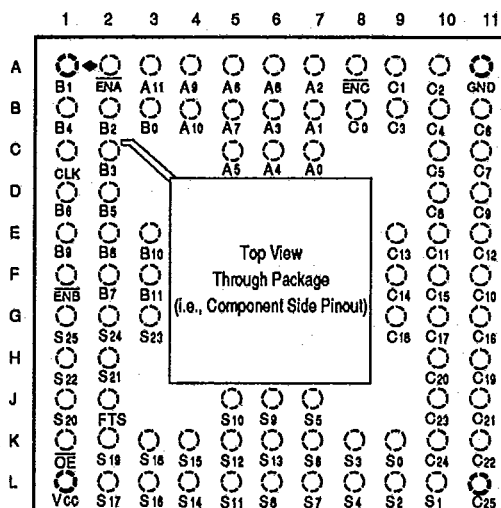 1 2 3 4 5 6 7 8 9 10 11
A
B1 ENA A11 A9 A6 A8 A2 ENC C1 C2 GND
B
B4 B2 B0 A10 A7 A3 A1 C0 C3 C4 C6
C
CLK B3 A5 A4 A0 C5 C7
D
B6 B5 C8 C9
E
B9 B8 B10 C13 C11 C12
F
ENB B7 B11 C14 C15 C10
G
S25 S24 S23 C18 C17 C16
H
S22 S21 C20 C19
J
S20 FTS S10 S9 S5 C23 C21
K
OE S19 S18 S15 S12 S13 S8 S3 S0 C24 C22
L
VCC S17 S16 S14 S11 S6 S7 S4 S2 S1 C25
Top View
Through Package
(i.e., Component Side Pinout)